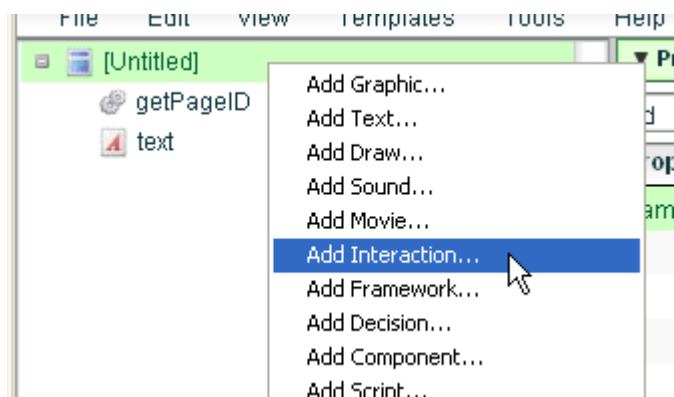 File Edit View Templates Tools Help
[Untitled]
getPageID
text
Add Graphic...
Add Text...
Add Draw...
Add Sound...
Add Movie...
Add Interaction...
Add Framework...
Add Decision...
Add Component...
Add Script...